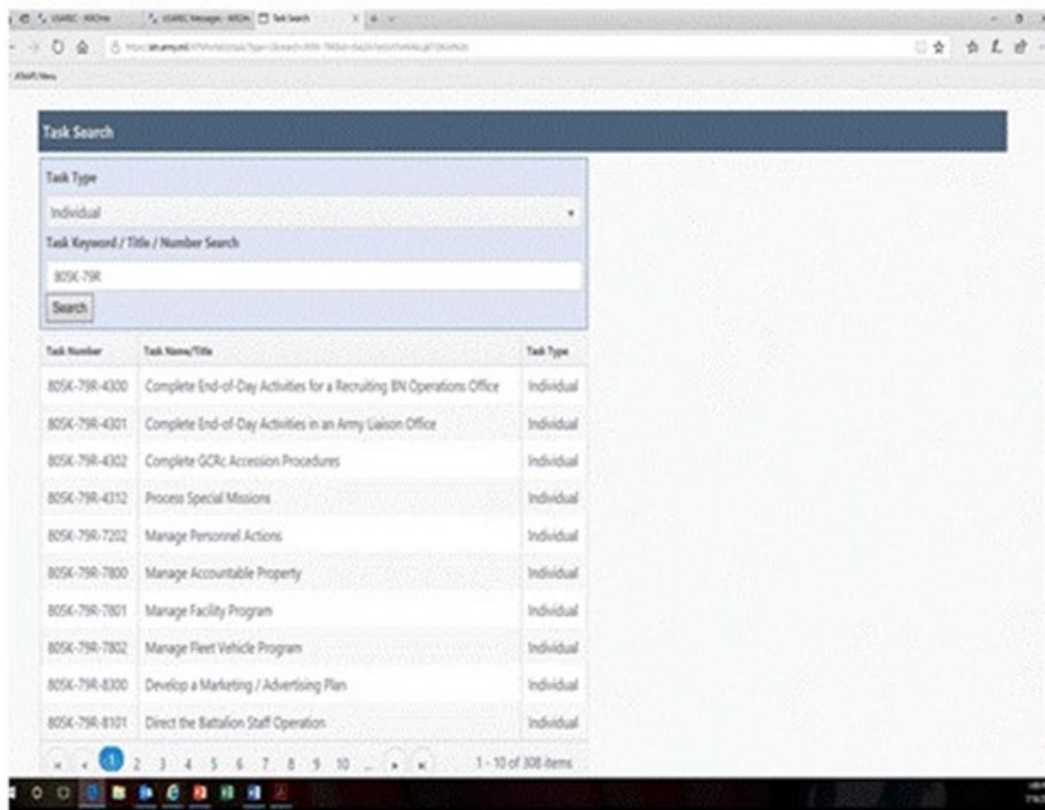 USAREC Messages
Task Search
Task Search
Task Type
Individual
Task Keyword / Title / Number Search
805K-79R
Search
Task Number Task Name/Title Task Type
805K-79R-4300 Complete End-of-Day Activities for a Recruiting BN Operations Office Individual
805K-79R-4301 Complete End-of-Day Activities in an Army Liaison Office Individual
805K-79R-4302 Complete GCRc Accession Procedures Individual
805K-79R-4312 Process Special Missions Individual
805K-79R-7202 Manage Personnel Actions Individual
805K-79R-7800 Manage Accountable Property Individual
805K-79R-7801 Manage Facility Program Individual
805K-79R-7802 Manage Fleet Vehicle Program Individual
805K-79R-8300 Develop a Marketing / Advertising Plan Individual
805K-79R-8101 Direct the Battalion Staff Operation Individual
1 2 3 4 5 6 7 8 9 10 ... 1 - 10 of 308 items